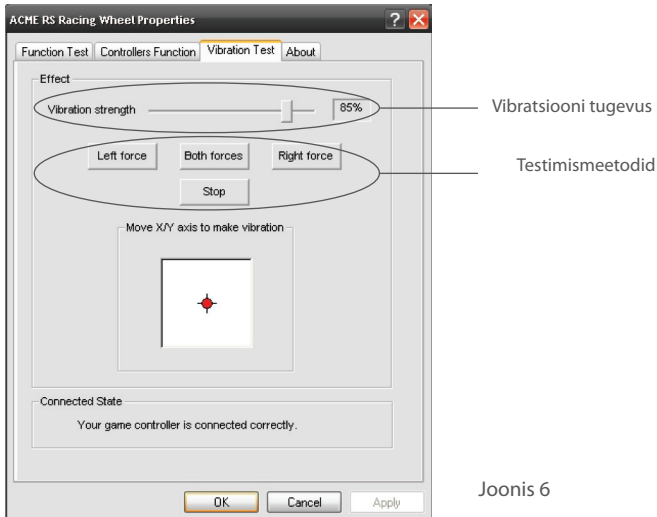 ACME RS Racing Wheel Properties
Function Test Controllers Function Vibration Test About
Effect
Vibration strength 85%
Vibratsiooni tugevus
Left force Both forces Right force
Testimismeetodid
Stop
Move X/Y axis to make vibration
Connected State
Your game controller is connected correctly.
OK Cancel Apply
Joonis 6